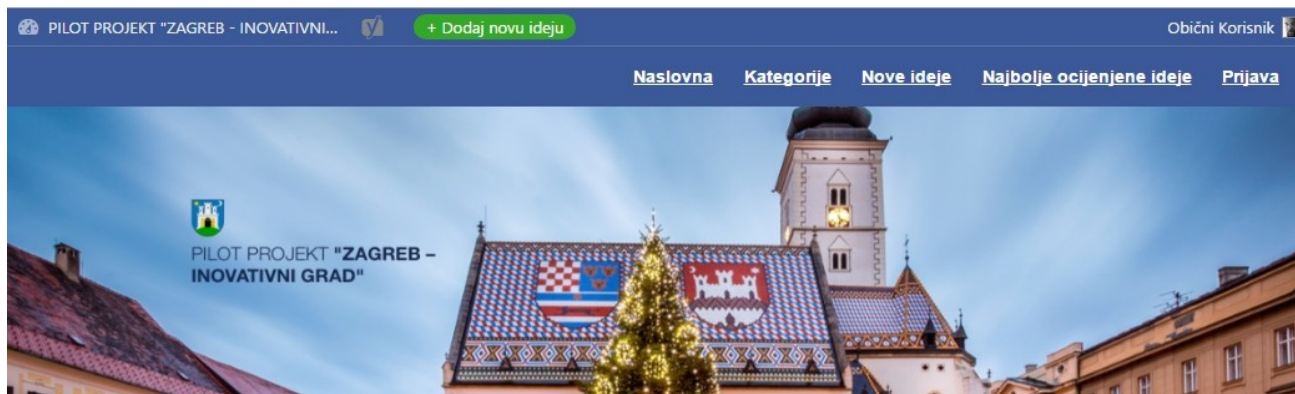 PILOT PROJEKT "ZAGREB - INOVATIVNI...
+ Dodaj novu ideju
Obični Korisnik
Naslovna Kategorije Nove ideje Najbolje ocijenjene ideje Prijava
PILOT PROJEKT "ZAGREB –
INOVATIVNI GRAD"